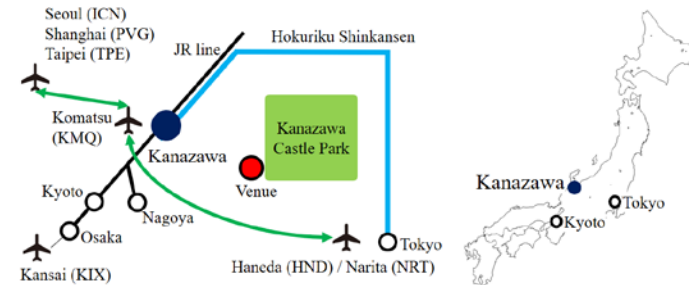 Seoul (ICN)
Shanghai (PVG)
Taipei (TPE)
JR line
Hokuriku Shinkansen
Komatsu
(KMQ)
Kanazawa
Kanazawa
Castle Park
Venue
Kyoto
Nagoya
Osaka
Kansai (KIX)
Haneda (HND) / Narita (NRT)
Tokyo
Kanazawa
Tokyo
Kyoto